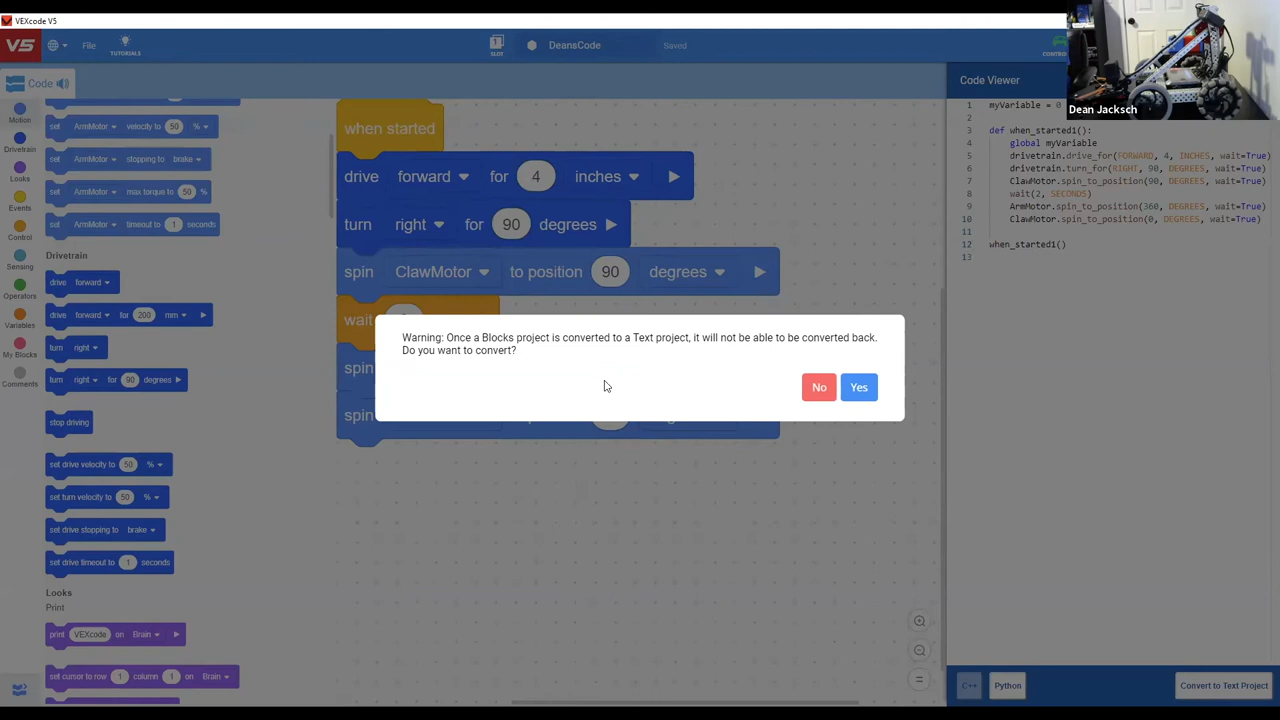 VEXcode V5
V5
File
TUTORIALS
1
SLOT
DeansCode
Saved
Code
Motion
Drivetrain
Looks
Events
Control
Sensing
Operators
Variables
My Blocks
Comments
set ArmMotor velocity to 50 %
set ArmMotor stopping to brake
set ArmMotor max torque to 50 %
set ArmMotor timeout to 1 seconds
Drivetrain
drive forward
drive forward for 200 mm
turn right
turn right for 90 degrees
stop driving
set drive velocity to 50 %
set turn velocity to 50 %
set drive stopping to brake
set drive timeout to 1 seconds
Looks
Print
print VEXcode on Brain
set cursor to row 1 column 1 on Brain
when started
drive forward for 4 inches
turn right for 90 degrees
spin ClawMotor to position 90 degrees
wait
spin
spin
Warning: Once a Blocks project is converted to a Text project, it will not be able to be converted back.
Do you want to convert?
No Yes
Code Viewer
Dean Jacksch
1 myVariable = 0
2
3 def when_started1():
4 global myVariable
5 drivetrain.drive_for(FORWARD, 4, INCHES, wait=True)
6 drivetrain.turn_for(RIGHT, 90, DEGREES, wait=True)
7 ClawMotor.spin_to_position(90, DEGREES, wait=True)
8 wait(2, SECONDS)
9 ArmMotor.spin_to_position(360, DEGREES, wait=True)
10 ClawMotor.spin_to_position(0, DEGREES, wait=True)
11
12 when_started1()
13
C++ Python Convert to Text Project